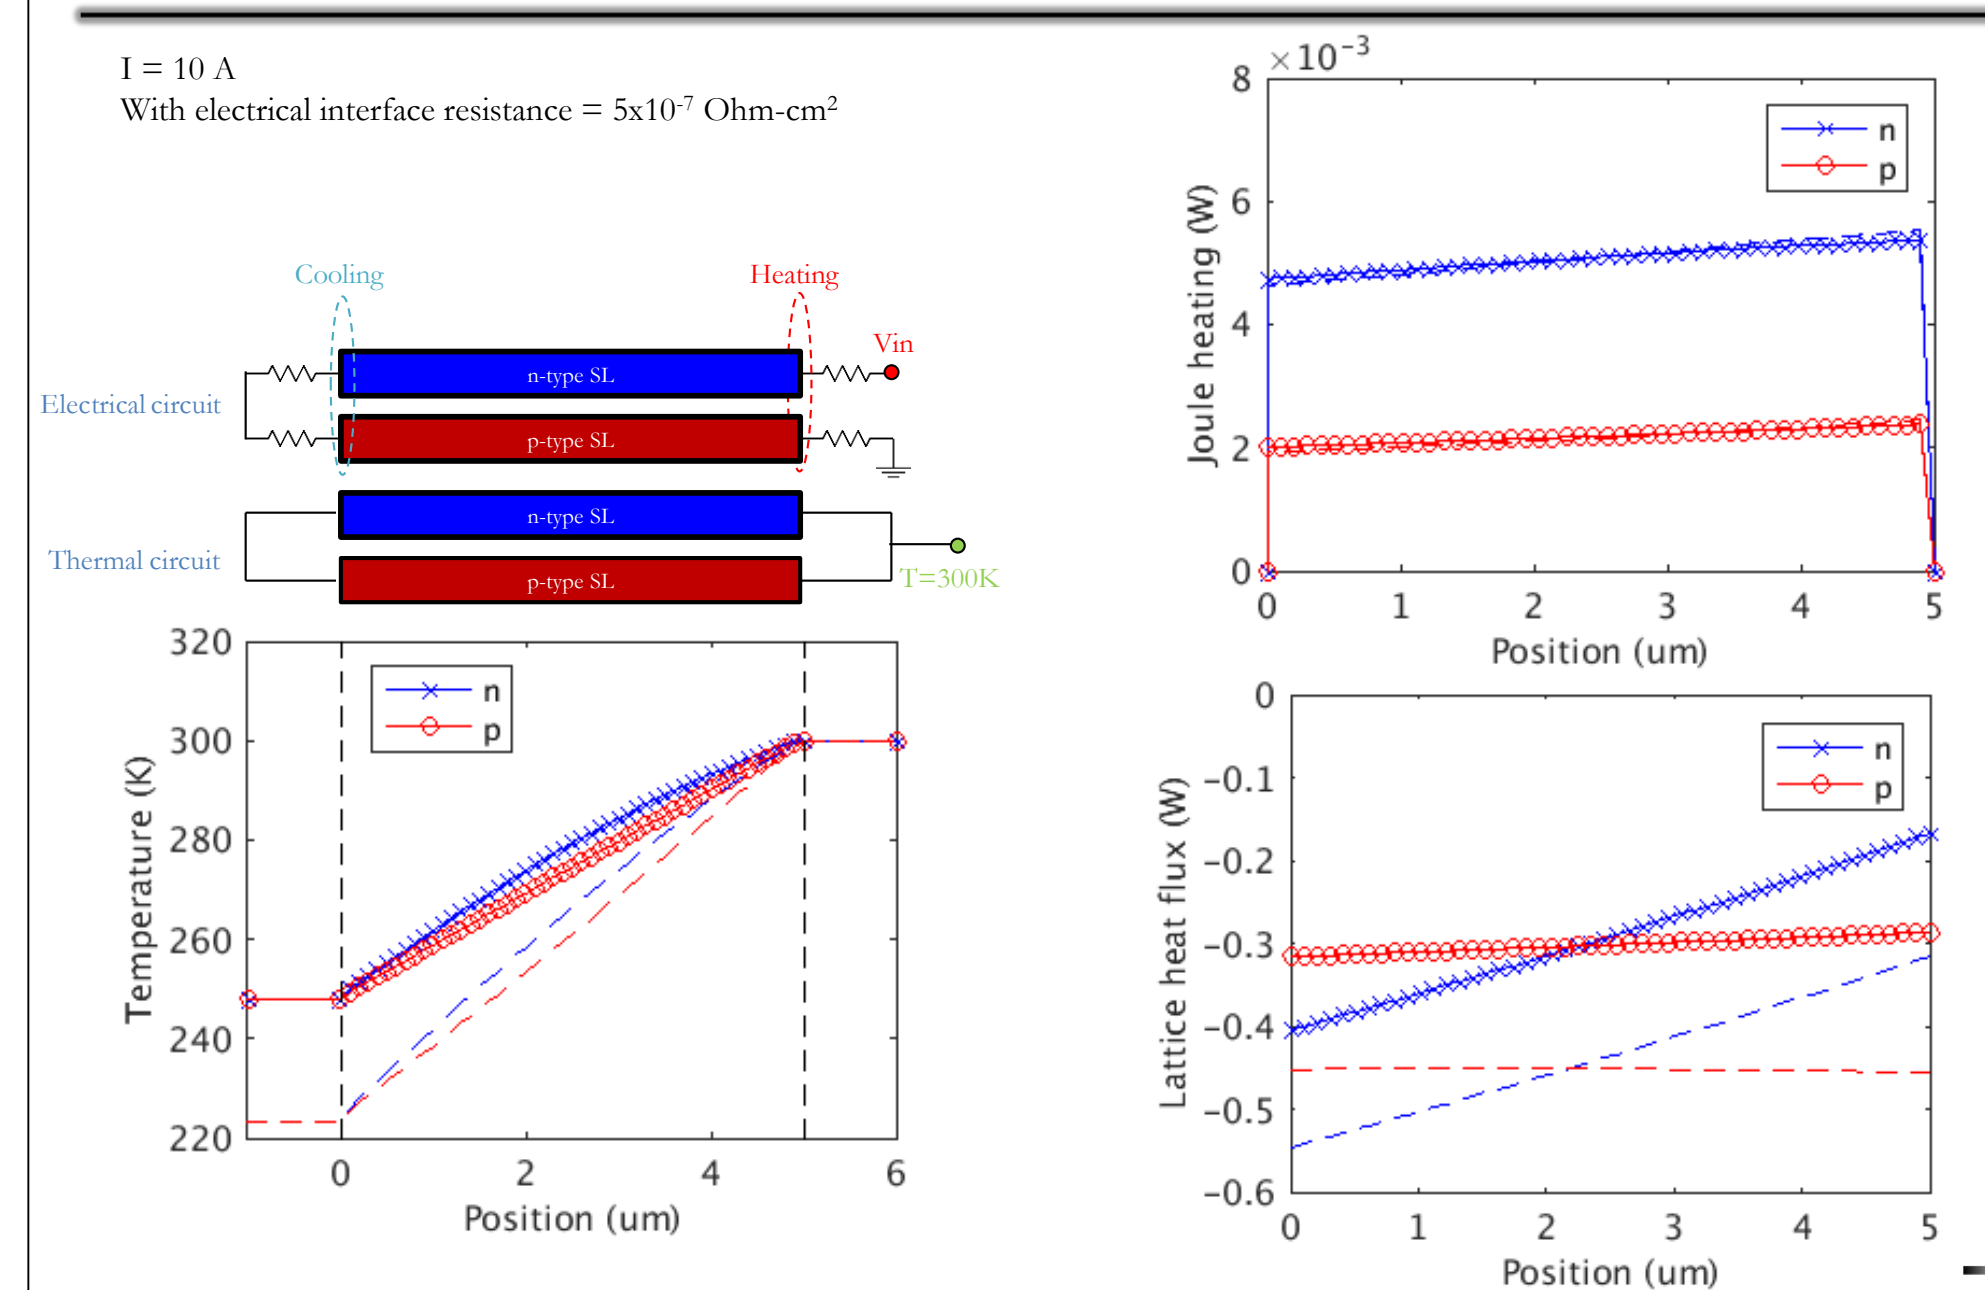 I = 10 A
With electrical interface resistance = 5x10⁻⁷ Ohm-cm²
Cooling
Heating
Vin
n-type SL
Electrical circuit
p-type SL
n-type SL
Thermal circuit
p-type SL
T=300K
320
300
280
260
240
220
0
2
4
6
Temperature (K)
Position (um)
n
p
×10⁻³
8
6
4
2
0
0
1
2
3
4
5
Joule heating (W)
Position (um)
n
p
0
−0.1
−0.2
−0.3
−0.4
−0.5
−0.6
0
1
2
3
4
5
Lattice heat flux (W)
Position (um)
n
p